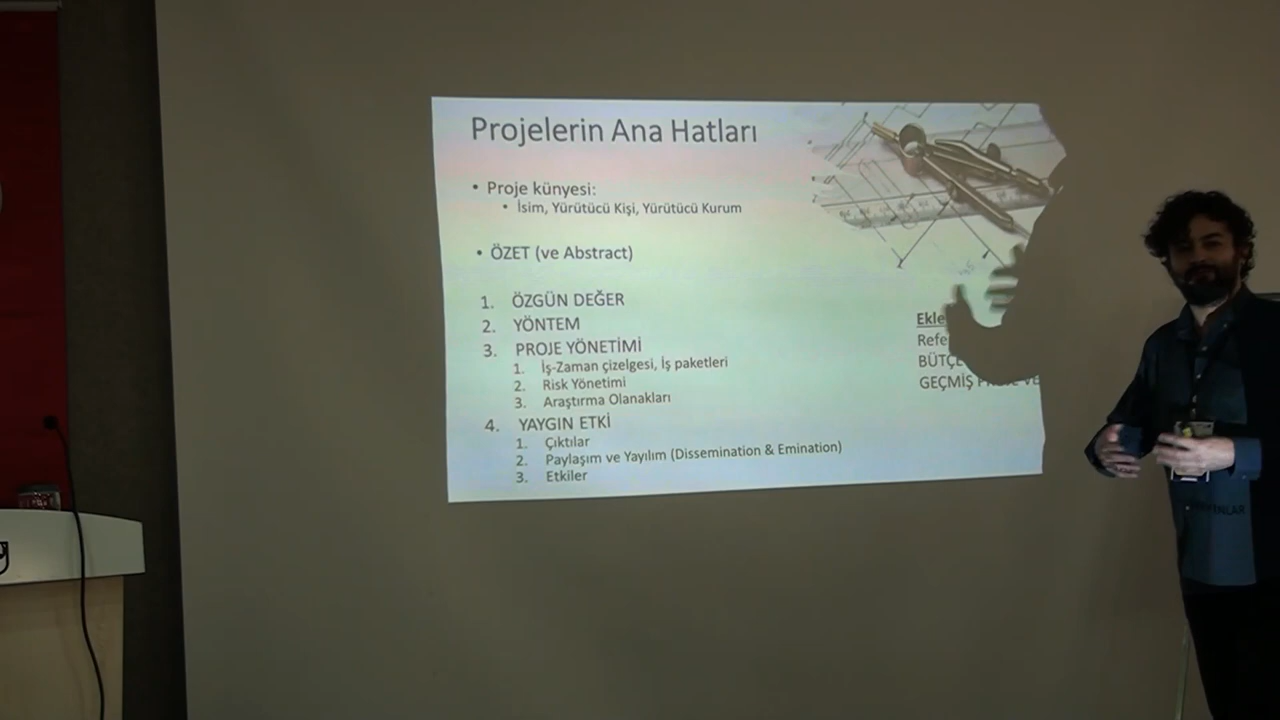 Projelerin Ana Hatları
• Proje künyesi:
• İsim, Yürütücü Kişi, Yürütücü Kurum
• ÖZET (ve Abstract)
1. ÖZGÜN DEĞER
2. YÖNTEM
3. PROJE YÖNETİMİ
1. İş-Zaman çizelgesi, İş paketleri
2. Risk Yönetimi
3. Araştırma Olanakları
4. YAYGIN ETKİ
1. Çıktılar
2. Paylaşım ve Yayılım (Dissemination & Emination)
3. Etkiler
GEÇMİŞ